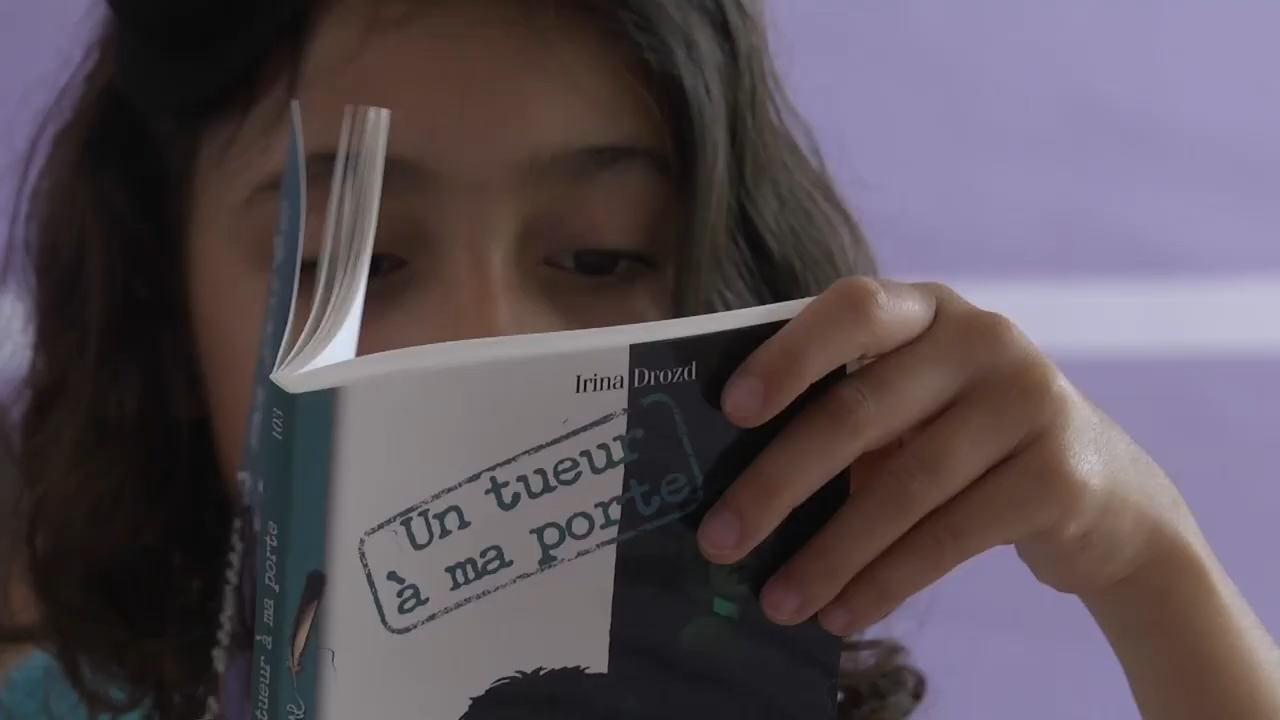 Irina Drozd
Un tueur
à ma porte
103
tueur à ma porte